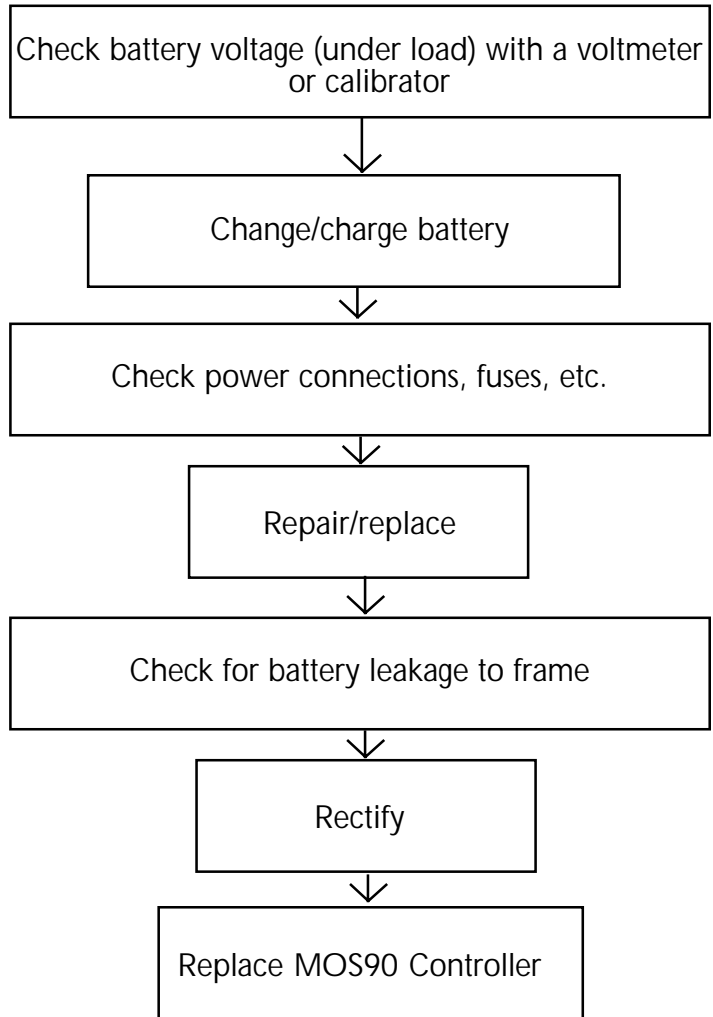 Check battery voltage (under load) with a voltmeter
or calibrator
Change/charge battery
Check power connections, fuses, etc.
Repair/replace
Check for battery leakage to frame
Rectify
Replace MOS90 Controller